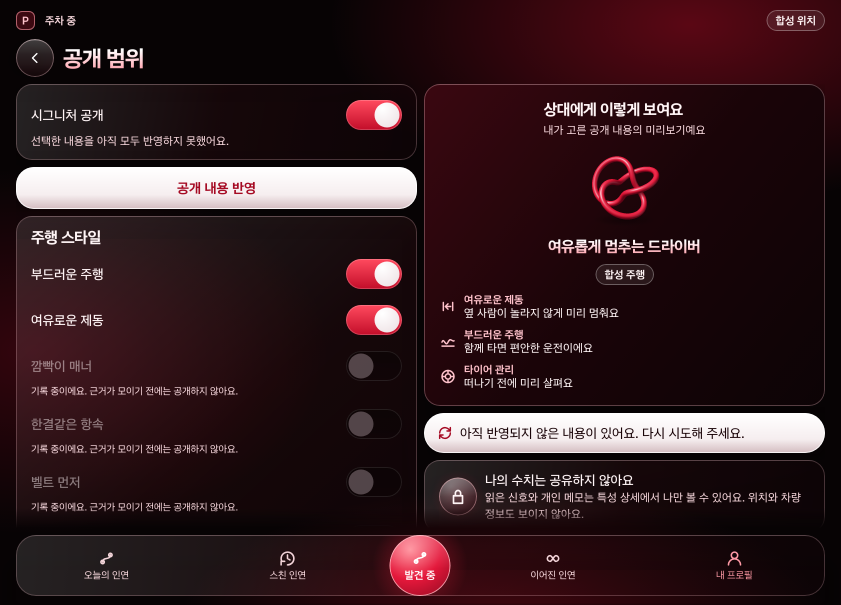 P 주차 중
합성 위치
공개 범위
시그니처 공개
선택한 내용을 아직 모두 반영하지 못했어요.
공개 내용 반영
주행 스타일
부드러운 주행
여유로운 제동
깜빡이 매너
기록 중이에요. 근거가 모이기 전에는 공개하지 않아요.
한결같은 항속
기록 중이에요. 근거가 모이기 전에는 공개하지 않아요.
벨트 먼저
기록 중이에요. 근거가 모이기 전에는 공개하지 않아요.
상대에게 이렇게 보여요
내가 고른 공개 내용의 미리보기예요
여유롭게 멈추는 드라이버
합성 주행
여유로운 제동
옆 사람이 놀라지 않게 미리 멈춰요
부드러운 주행
함께 타면 편안한 운전이에요
타이어 관리
떠나기 전에 미리 살펴요
아직 반영되지 않은 내용이 있어요. 다시 시도해 주세요.
나의 수치는 공유하지 않아요
읽은 신호와 개인 메모는 특성 상세에서 나만 볼 수 있어요. 위치와 차량
정보도 보이지 않아요.
오늘의 인연
스친 인연
발견 중
이어진 인연
내 프로필